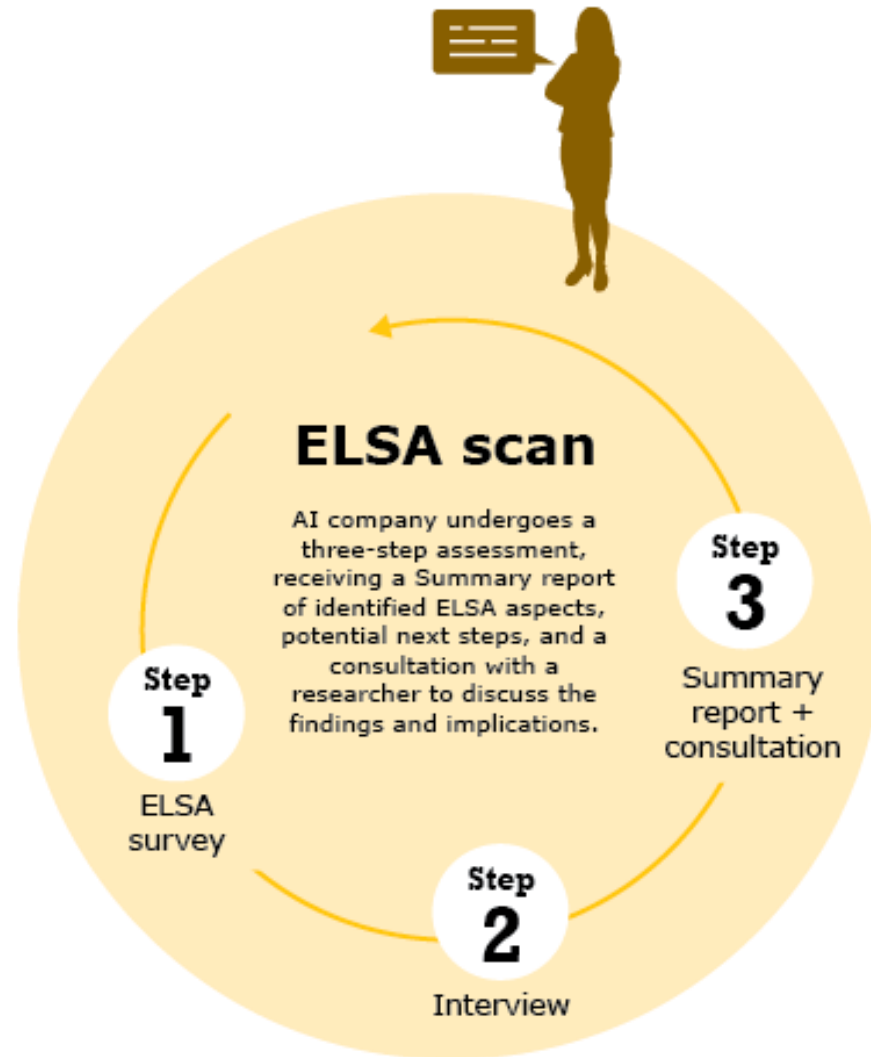 ELSA scan
AI company undergoes a
three-step assessment,
receiving a Summary report
of identified ELSA aspects,
potential next steps, and a
consultation with a
researcher to discuss the
findings and implications.
Step
1
ELSA
survey
Step
2
Interview
Step
3
Summary
report +
consultation